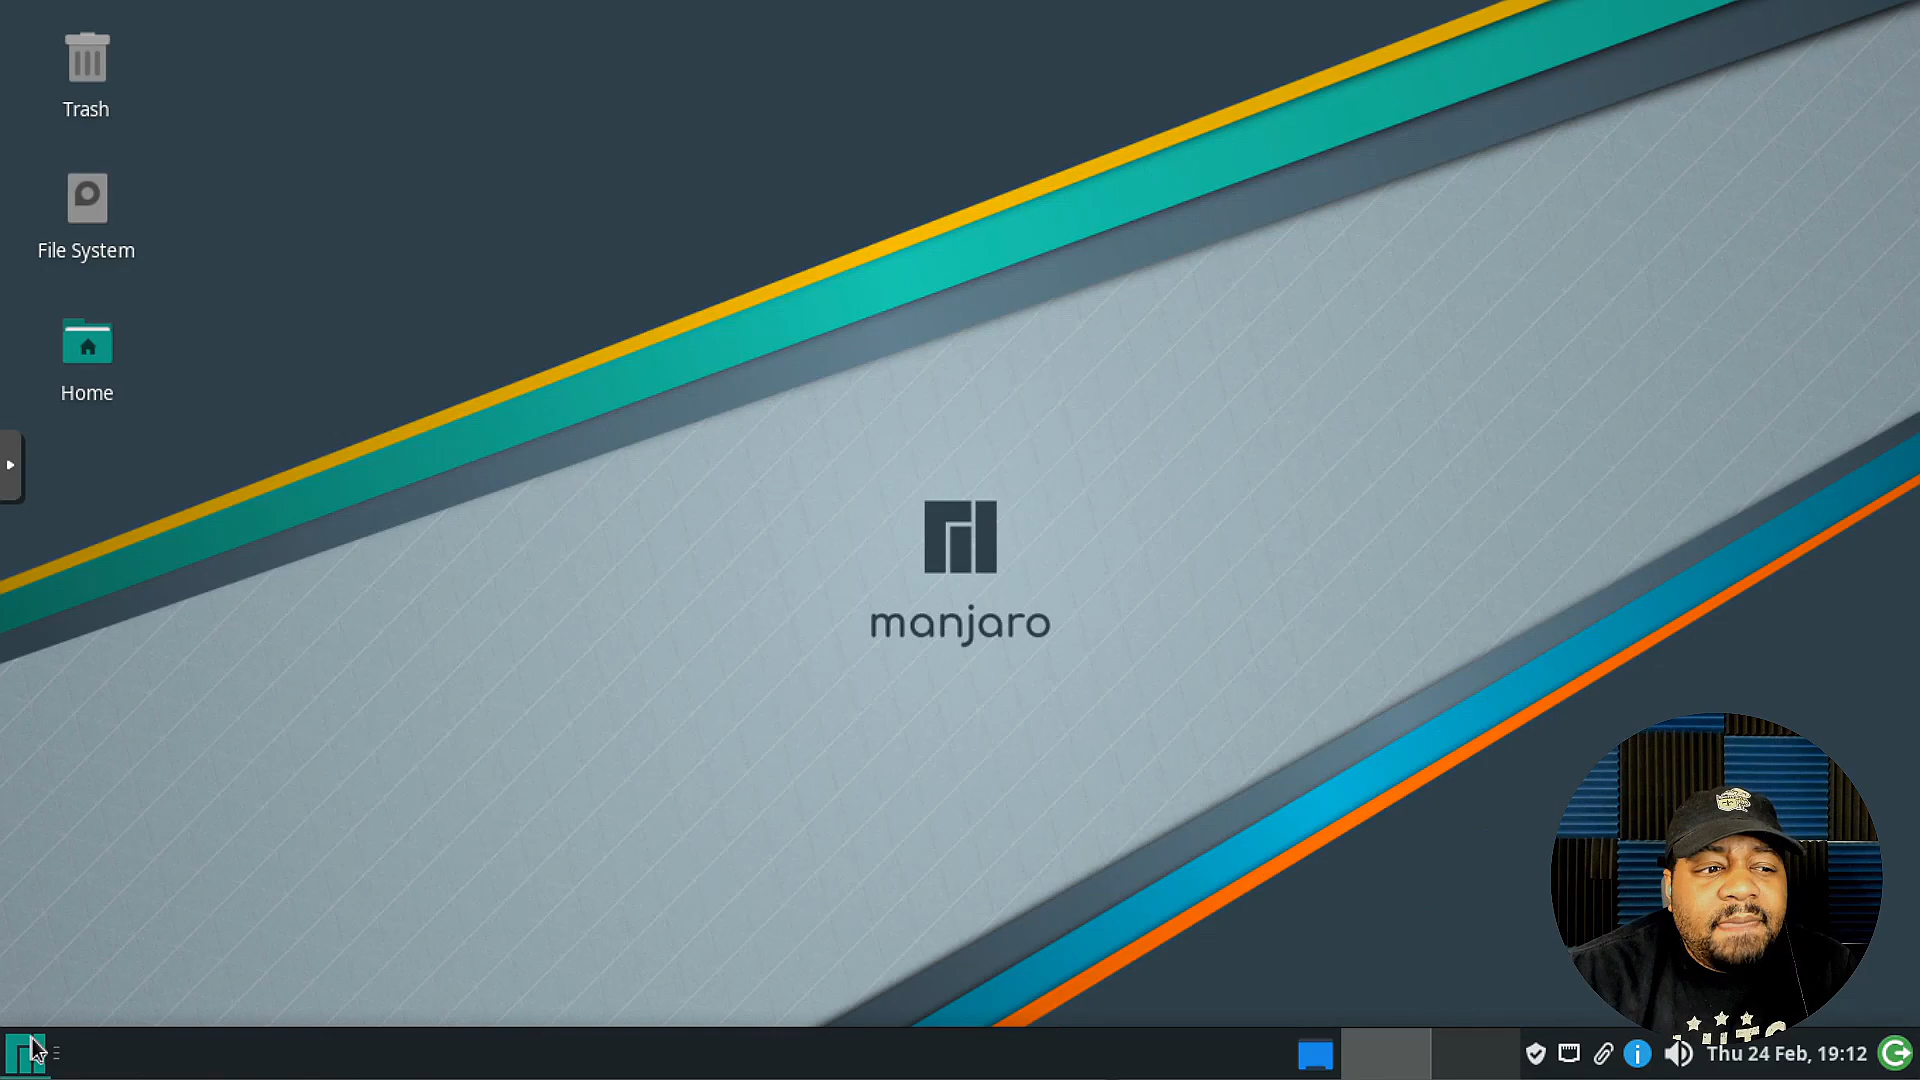 Trash
File System
Home
manjaro
Thu 24 Feb, 19:12